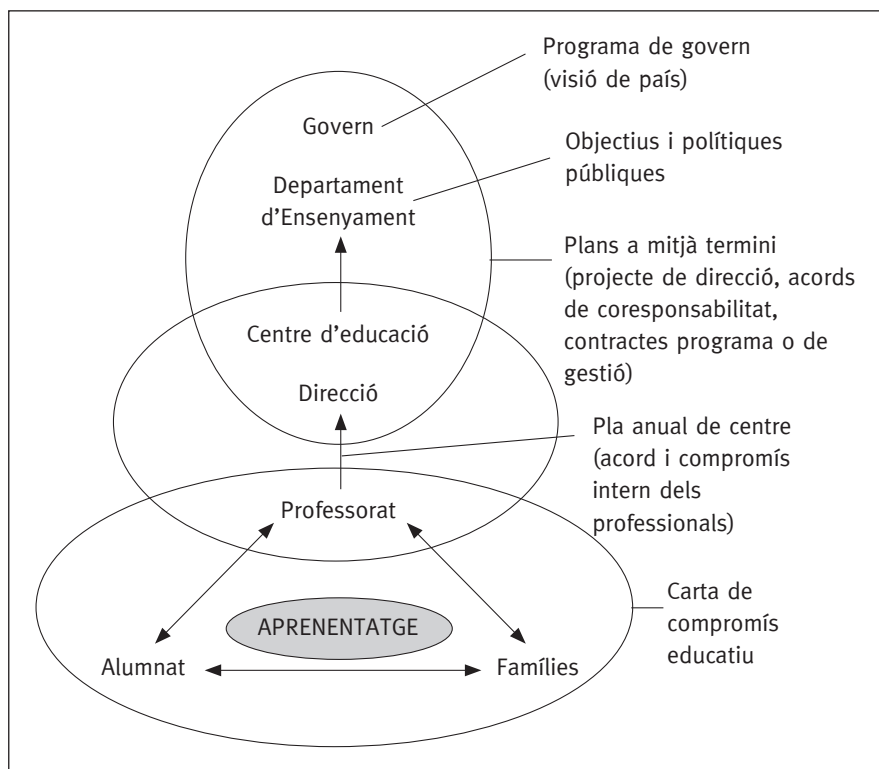 Programa de govern
(visió de país)
Govern
Objectius i polítiques
públiques
Departament
d'Ensenyament
Plans a mitjà termini
(projecte de direcció, acords
de coresponsabilitat,
contractes programa o de
gestió)
Centre d'educació
Direcció
Pla anual de centre
(acord i compromís
intern dels
professionals)
Professorat
Carta de
compromís
educatiu
APRENENTATGE
Alumnat
Famílies